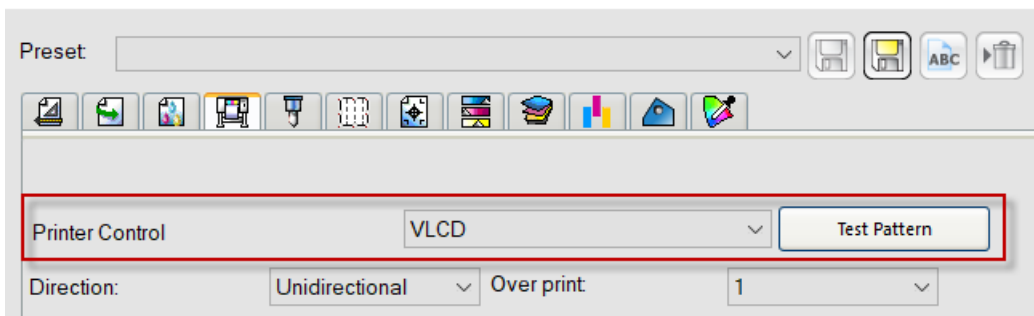 Preset:
ABC
Printer Control VLCD Test Pattern
Direction: Unidirectional Over print: 1